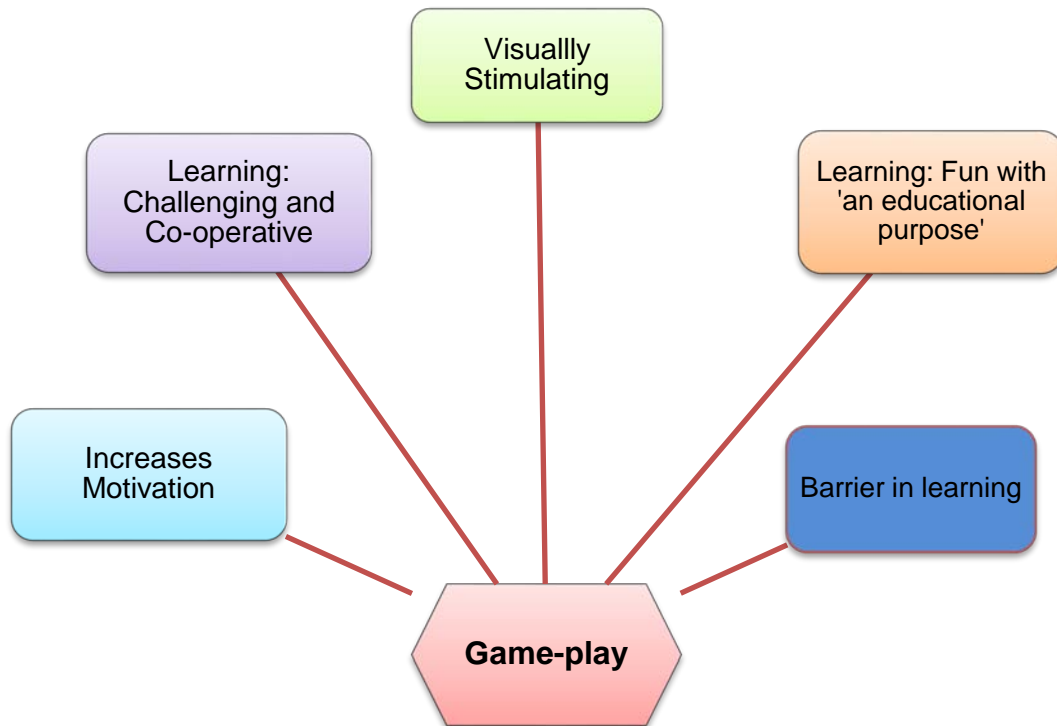 Visuallly
Stimulating
Learning:
Challenging and
Co-operative
Learning: Fun with
'an educational
purpose'
Increases
Motivation
Barrier in learning
Game-play